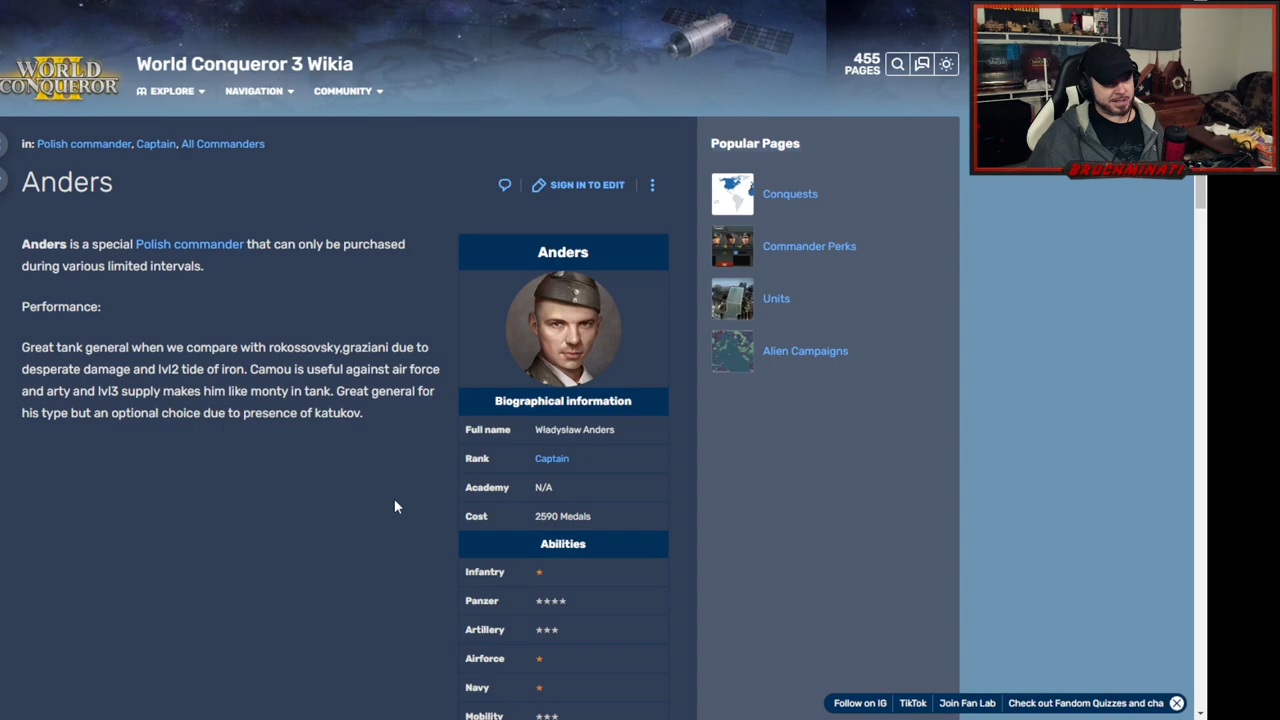 WORLD
CONQUEROR
World Conqueror 3 Wikia
EXPLORE
NAVIGATION
COMMUNITY
455
PAGES
BRUCHMINATI
in: Polish commander, Captain, All Commanders
Anders
SIGN IN TO EDIT
Anders is a special Polish commander that can only be purchased
during various limited intervals.
Performance:
Great tank general when we compare with rokossovsky,graziani due to
desperate damage and lvl2 tide of iron. Camou is useful against air force
and arty and lvl3 supply makes him like monty in tank. Great general for
his type but an optional choice due to presence of katukov.
Anders
Biographical information
Full name Władysław Anders
Rank Captain
Academy N/A
Cost 2590 Medals
Abilities
Infantry
Panzer
Artillery
Airforce
Navy
Mobility
Popular Pages
Conquests
Commander Perks
Units
Alien Campaigns
Follow on IG
TikTok
Join Fan Lab
Check out Fandom Quizzes and cha